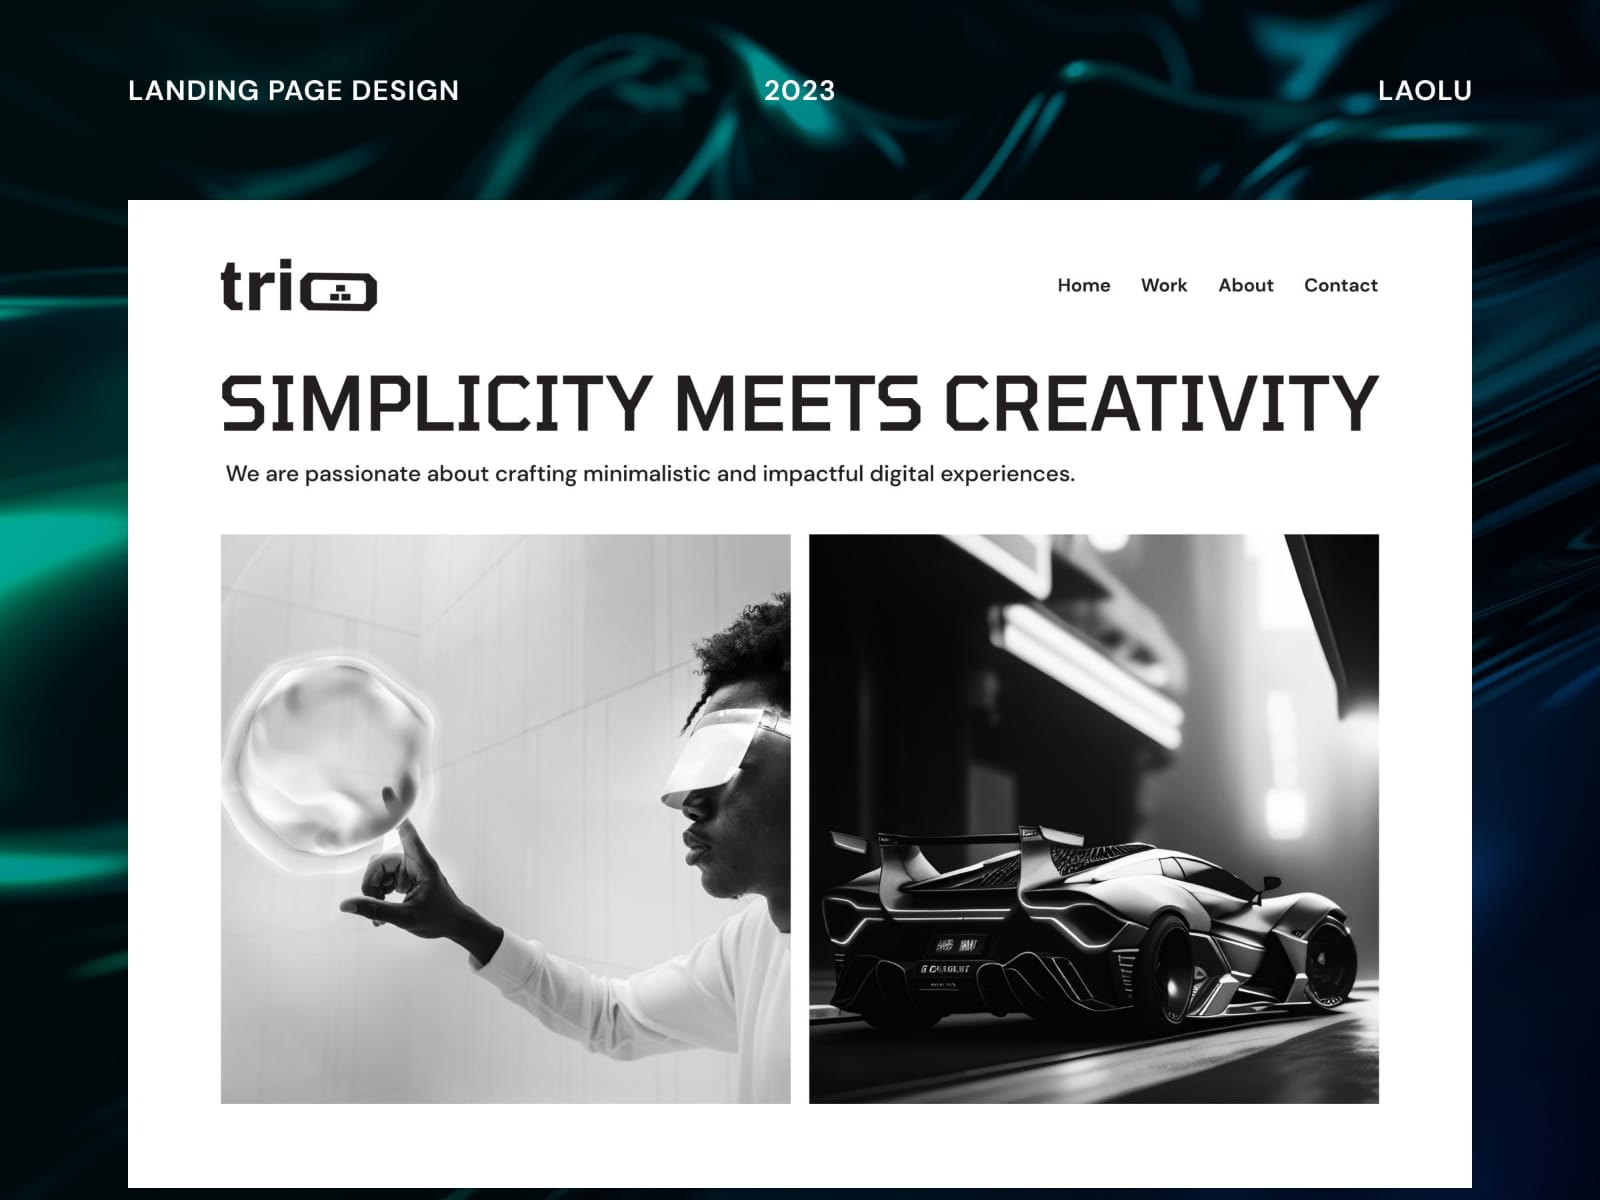 LANDING PAGE DESIGN 2023 LAOLU
trio
Home Work About Contact
SIMPLICITY MEETS CREATIVITY
We are passionate about crafting minimalistic and impactful digital experiences.